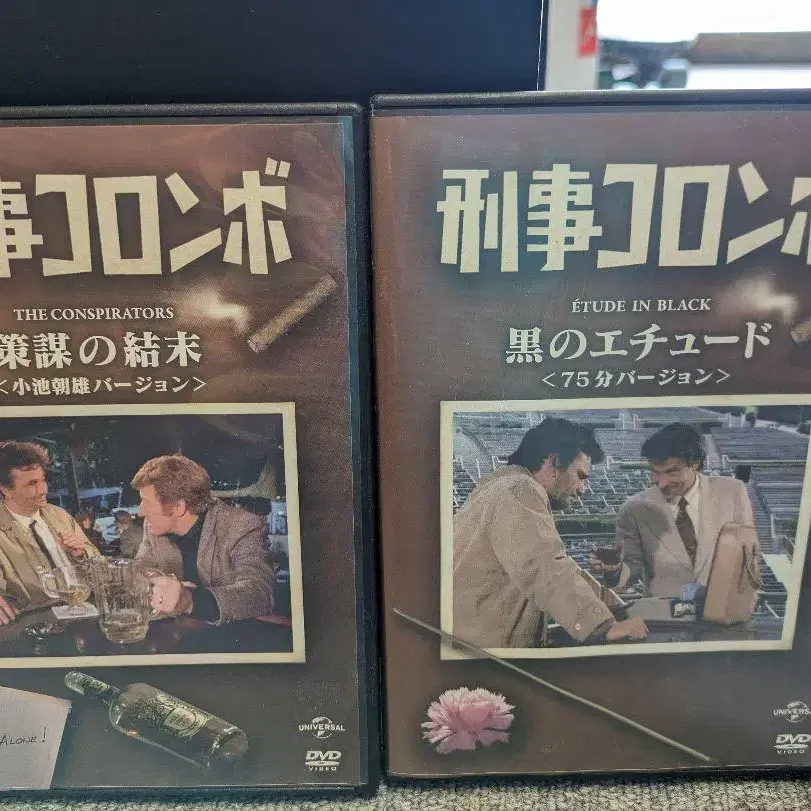 事コロンボ
THE CONSPIRATORS
策謀の結末
<小池朝雄バージョン>
ALONE!
UNIVERSAL
DVD
VIDEO
刑事コロンボ
ÉTUDE IN BLACK
黒のエチュード
<75分バージョン>
UNIVERSAL
DVD
VIDEO